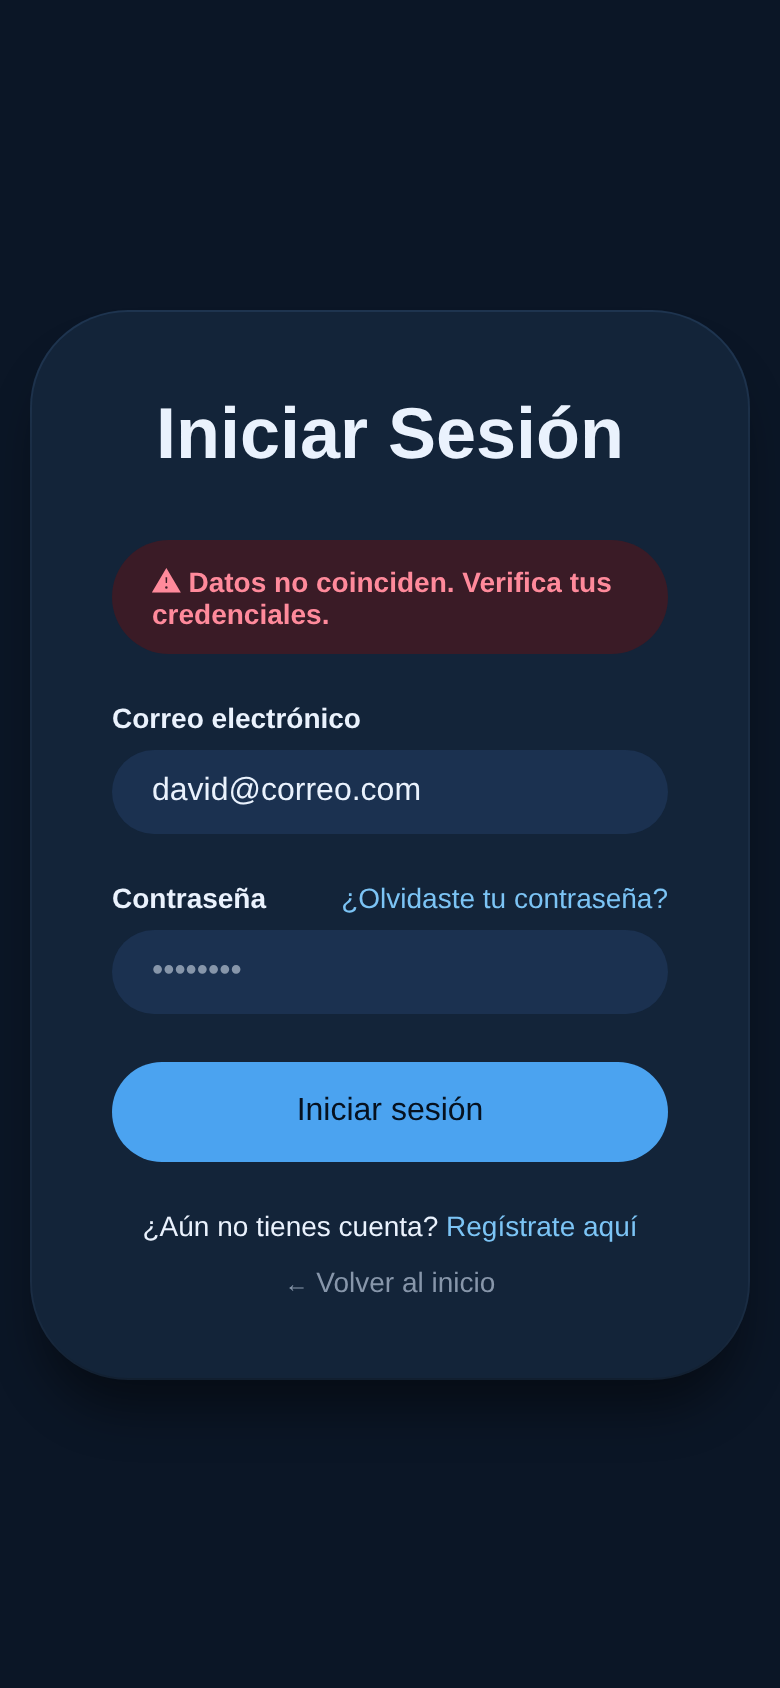 Iniciar Sesión
⚠ Datos no coinciden. Verifica tus
credenciales.
Correo electrónico
david@correo.com
Contraseña ¿Olvidaste tu contraseña?
••••••••
Iniciar sesión
¿Aún no tienes cuenta? Regístrate aquí
← Volver al inicio